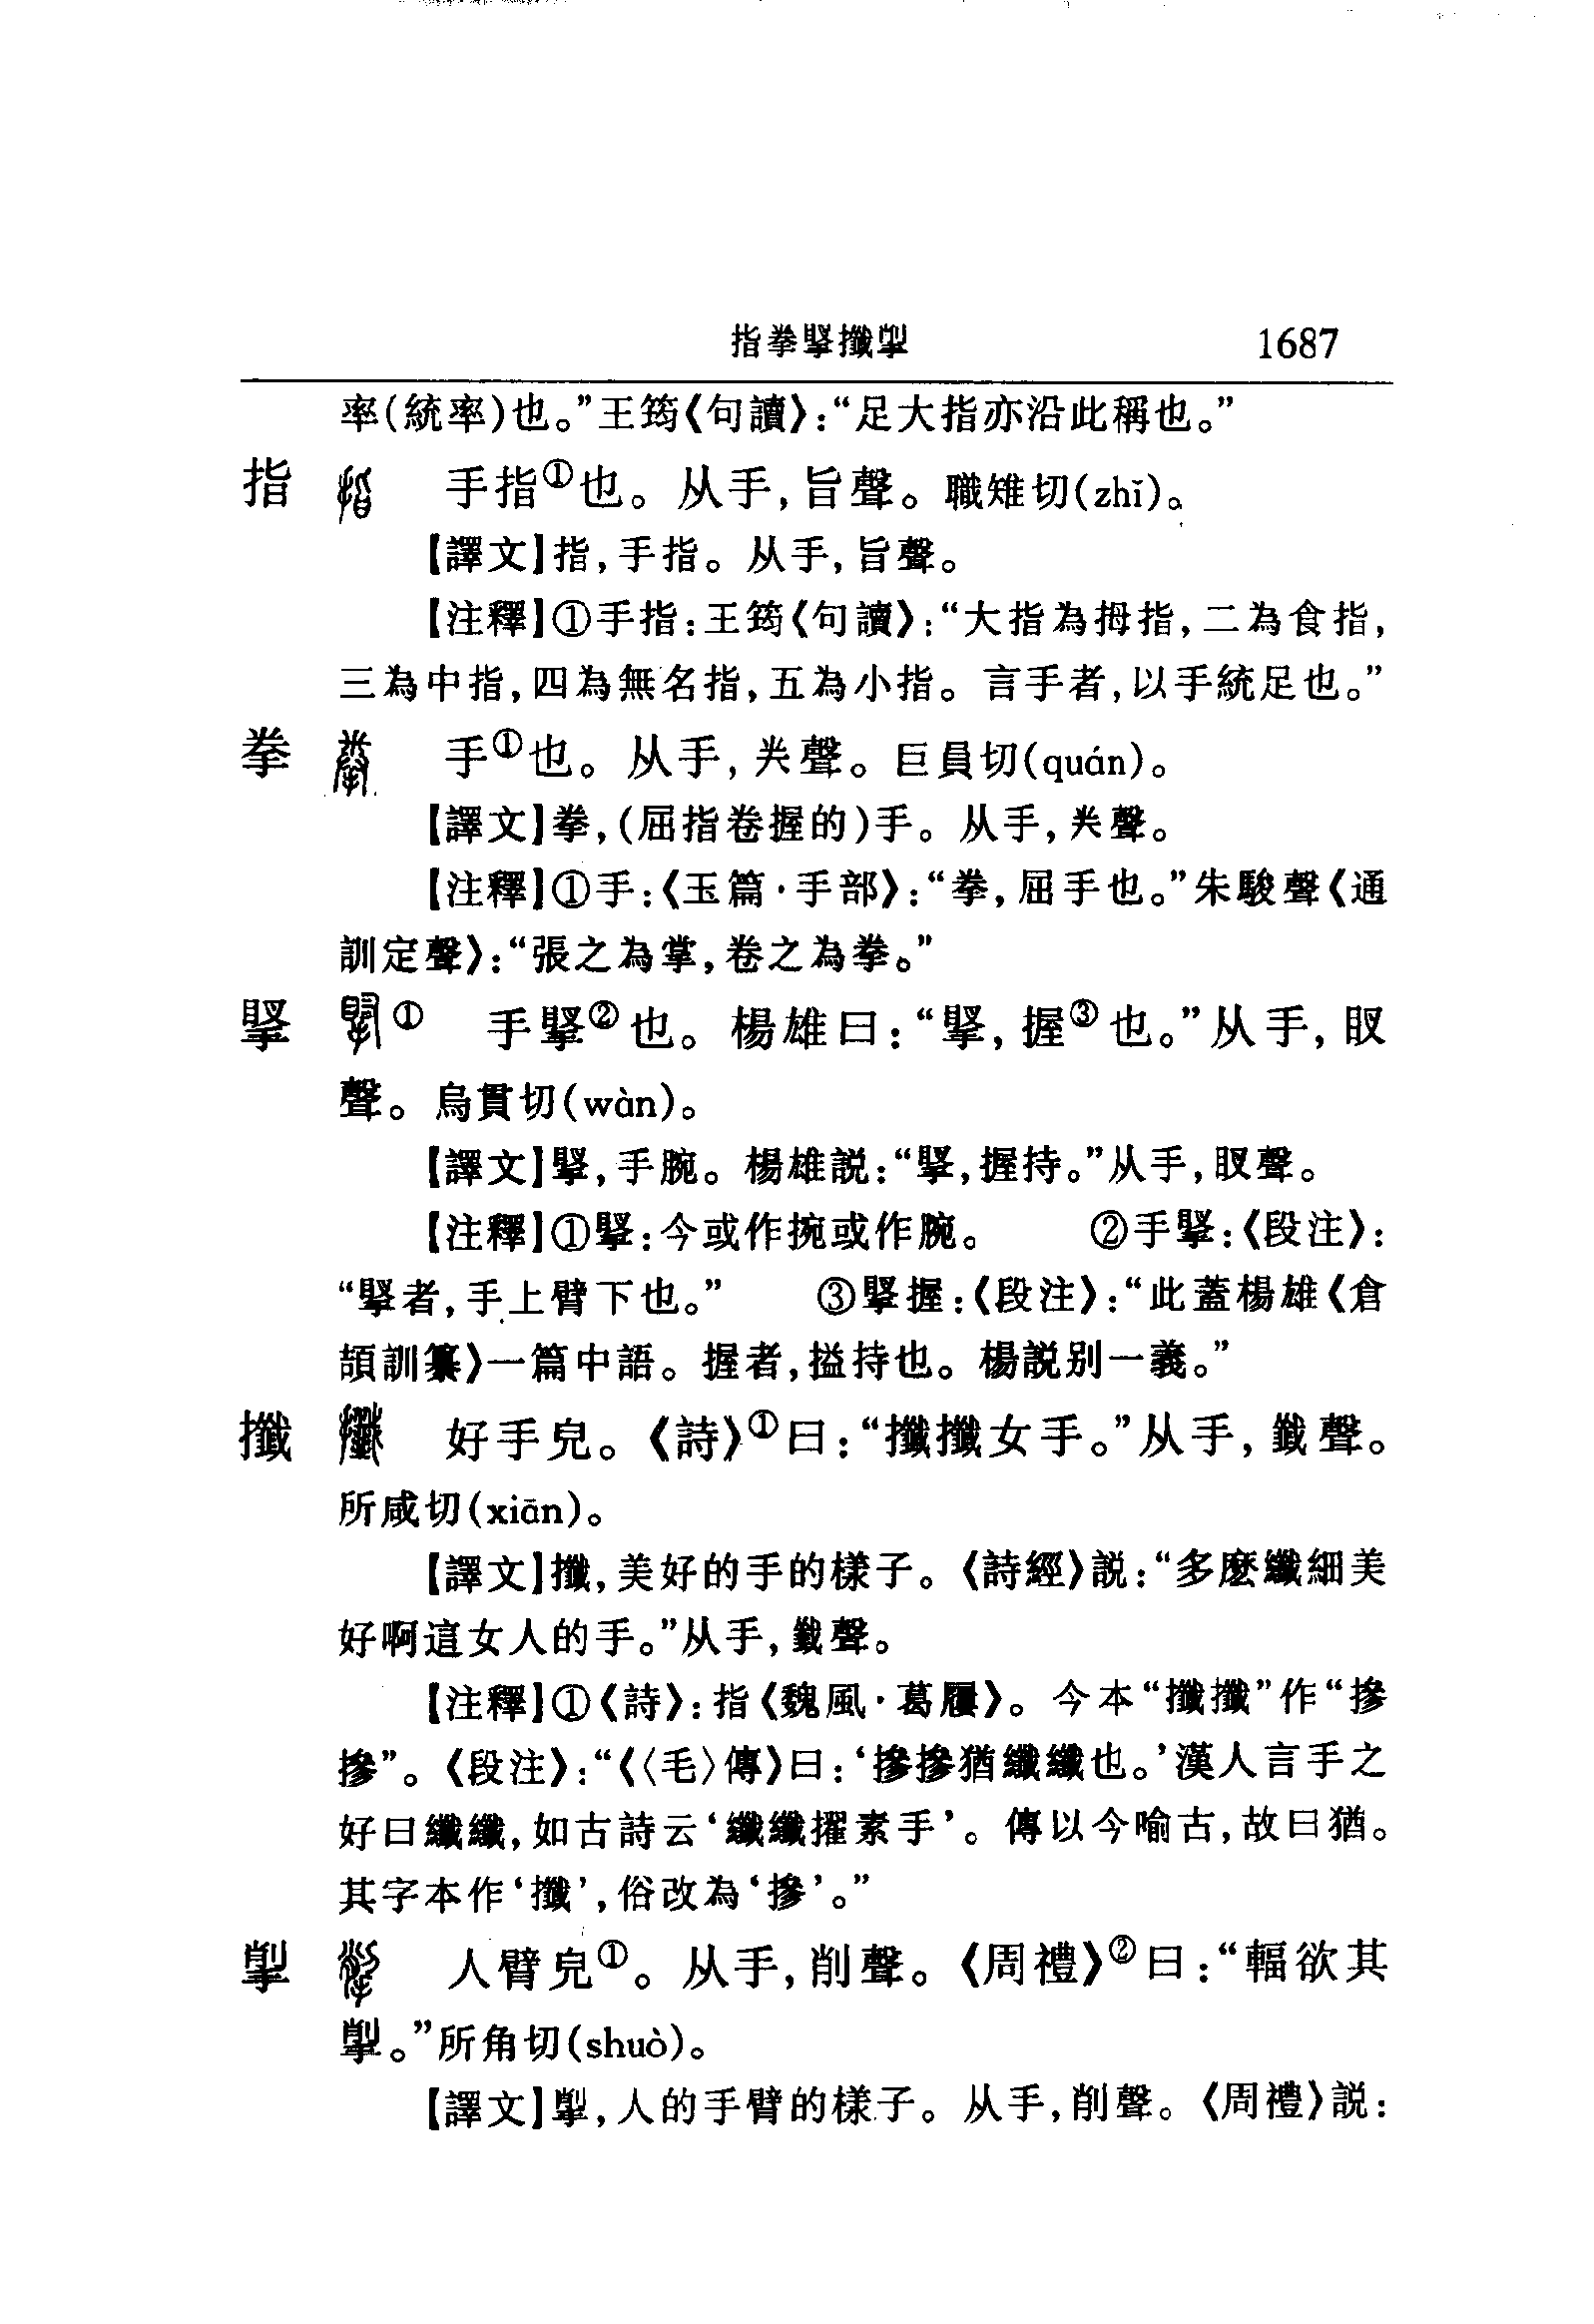 指拳掔攕揱 1687
率(統率)也。”王筠《句讀》:“足大指亦沿此稱也。”
指 手指①也。从手,旨聲。職雉切(zhǐ)。
【譯文】指,手指。从手,旨聲。
【注釋】①手指:王筠《句讀》:“大指為拇指,二為食指,
三為中指,四為無名指,五為小指。言手者,以手統足也。”
拳 手①也。从手,𢍏聲。巨員切(quán)。
【譯文】拳,(屈指卷握的)手。从手,𢍏聲。
【注釋】①手:《玉篇·手部》:“拳,屈手也。”朱駿聲《通
訓定聲》:“張之為掌,卷之為拳。”
掔 ① 手掔②也。楊雄曰:“掔,握③也。”从手,䀠
聲。烏貫切(wàn)。
【譯文】掔,手腕。楊雄説:“掔,握持。”从手,䀠聲。
【注釋】①掔:今或作捥或作腕。 ②手掔:《段注》:
“掔者,手上臂下也。” ③掔握:《段注》:“此蓋楊雄《倉
頡訓纂》一篇中語。握者,搤持也。楊説别一義。”
攕 好手皃。《詩》①曰:“攕攕女手。”从手,韱聲。
所咸切(xiān)。
【譯文】攕,美好的手的樣子。《詩經》説:“多麽纖細美
好啊這女人的手。”从手,韱聲。
【注釋】①《詩》:指《魏風·葛屨》。今本“攕攕”作“摻
摻”。《段注》:“《〈毛〉傳》曰:‘摻摻猶纖纖也。’漢人言手之
好曰纖纖,如古詩云‘纖纖擢素手’。傳以今喻古,故曰猶。
其字本作‘攕’,俗改為‘摻’。”
揱 人臂皃①。从手,削聲。《周禮》②曰:“輻欲其
揱。”所角切(shuò)。
【譯文】揱,人的手臂的樣子。从手,削聲。《周禮》説: